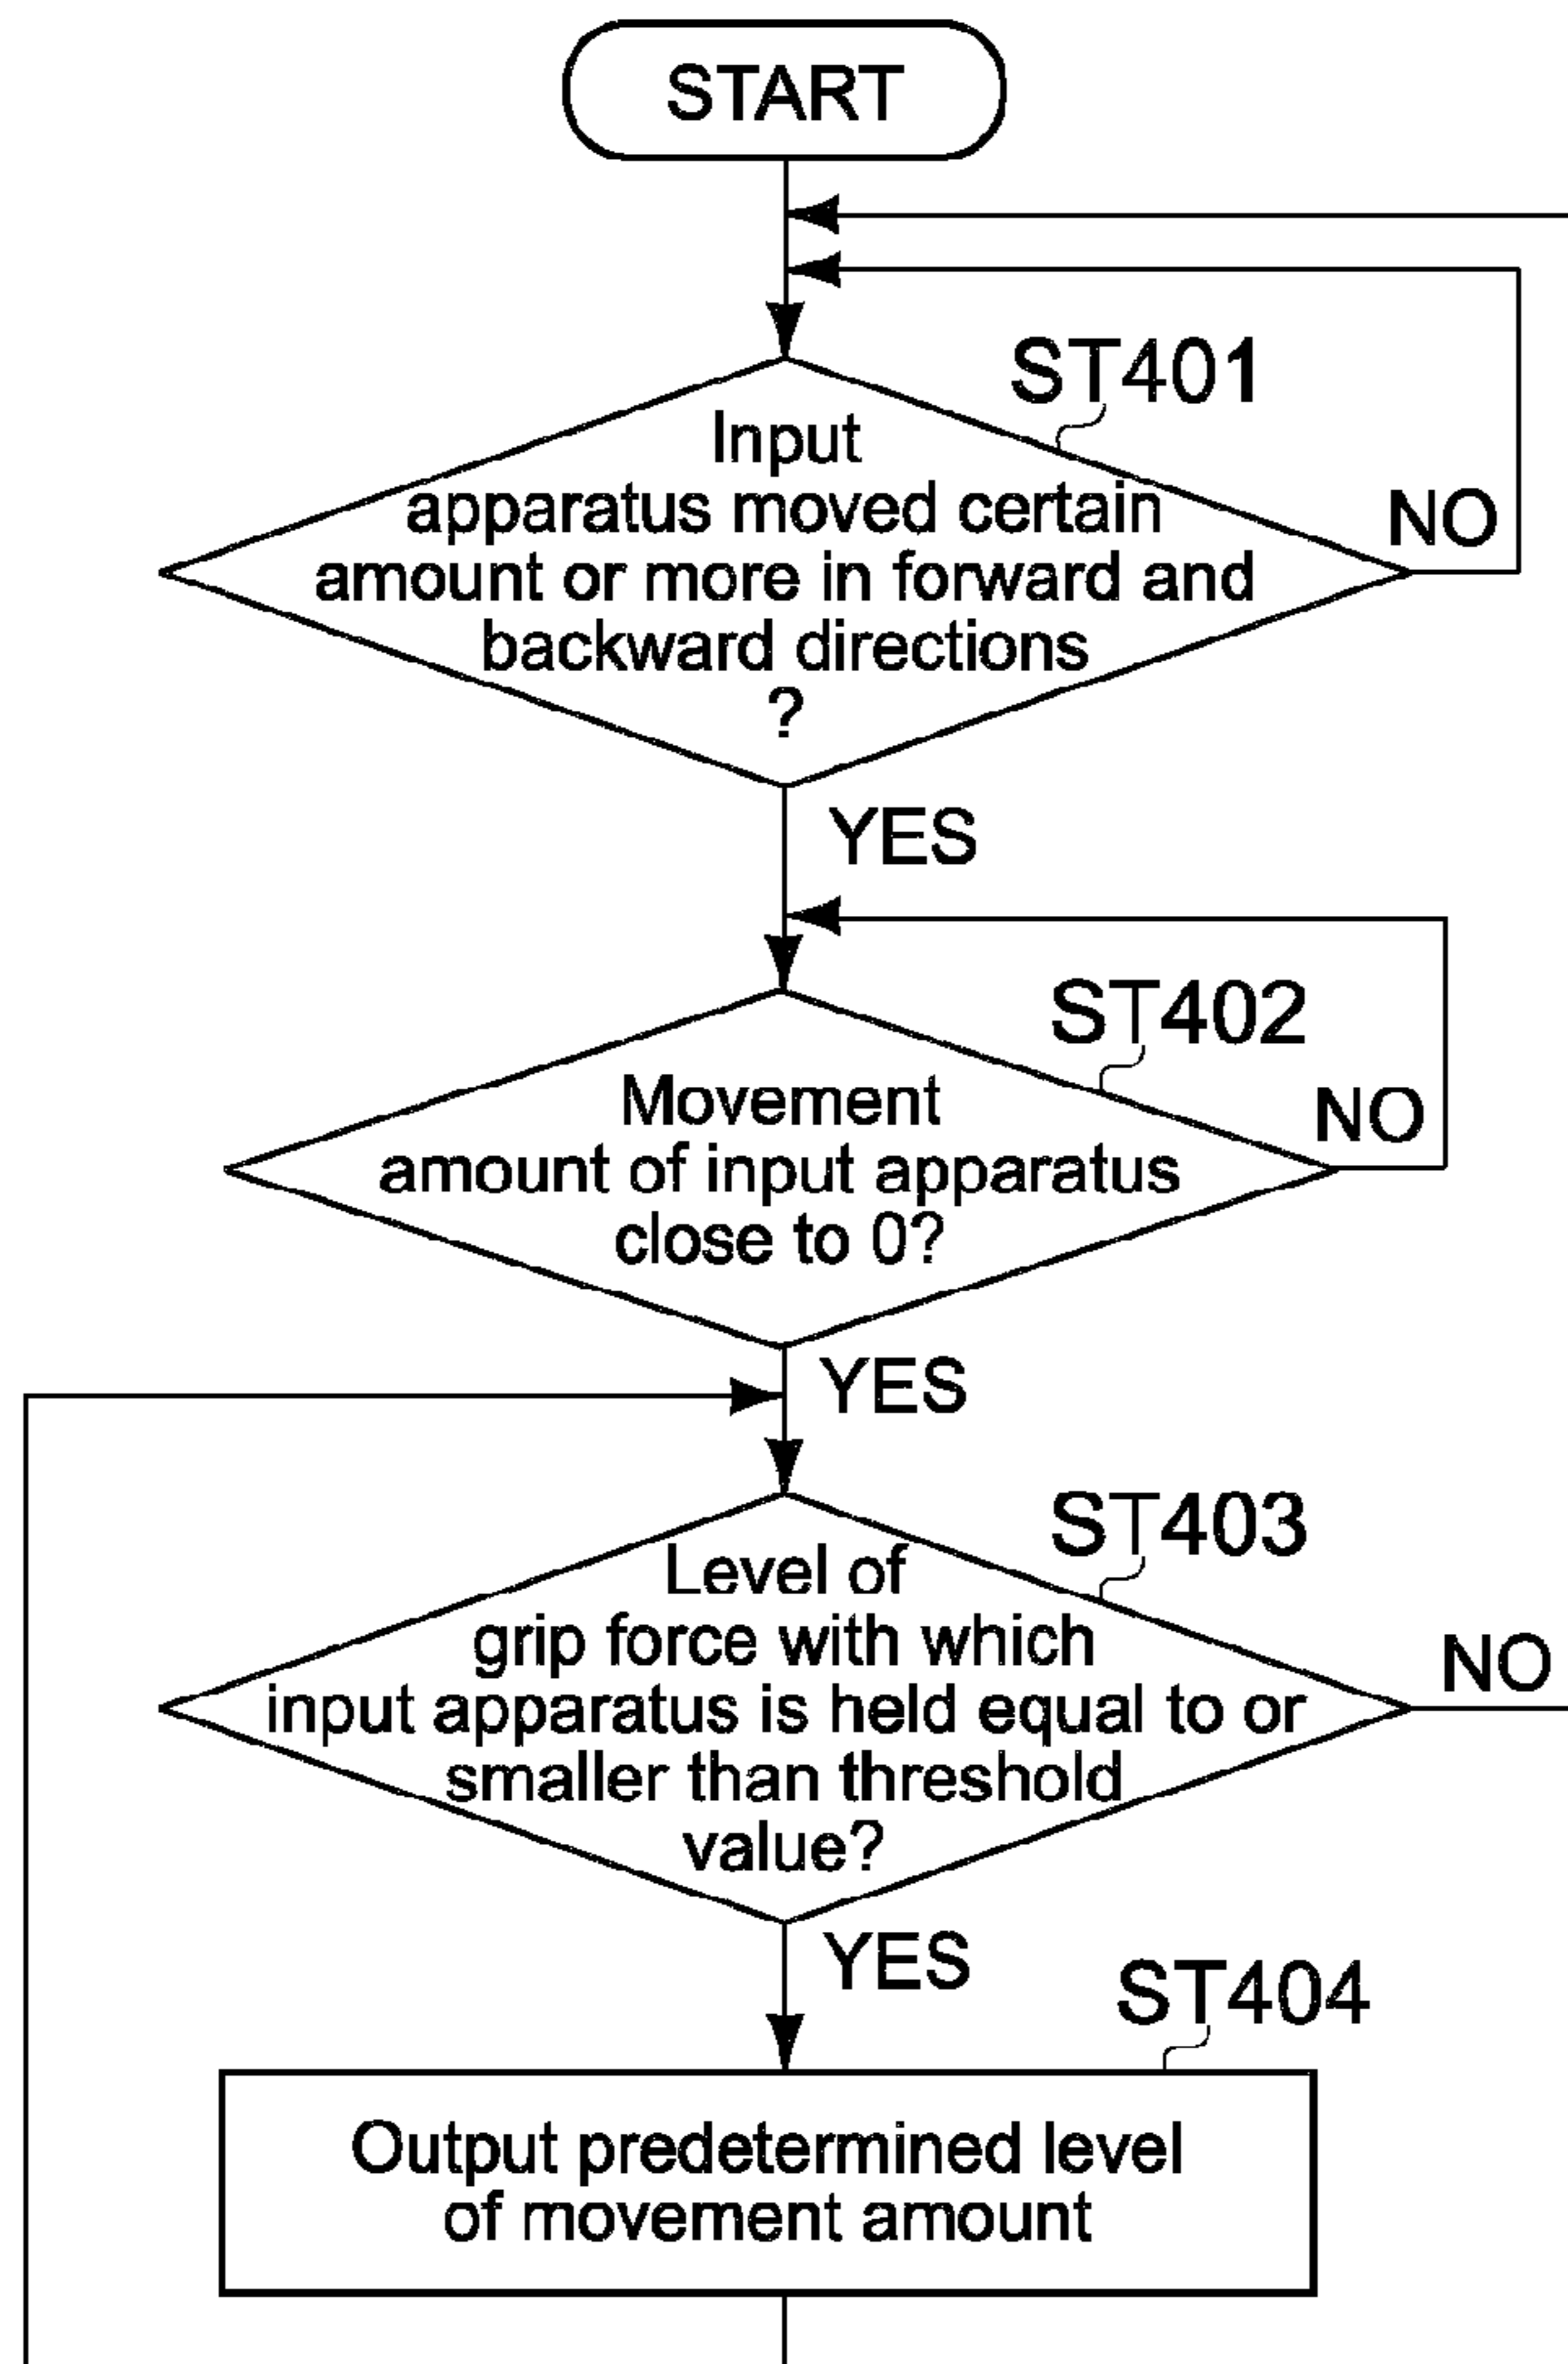 START
ST401
Input
apparatus moved certain
amount or more in forward and
backward directions
?
NO
YES
ST402
Movement
amount of input apparatus
close to 0?
NO
YES
ST403
Level of
grip force with which
input apparatus is held equal to or
smaller than threshold
value?
NO
YES
ST404
Output predetermined level
of movement amount